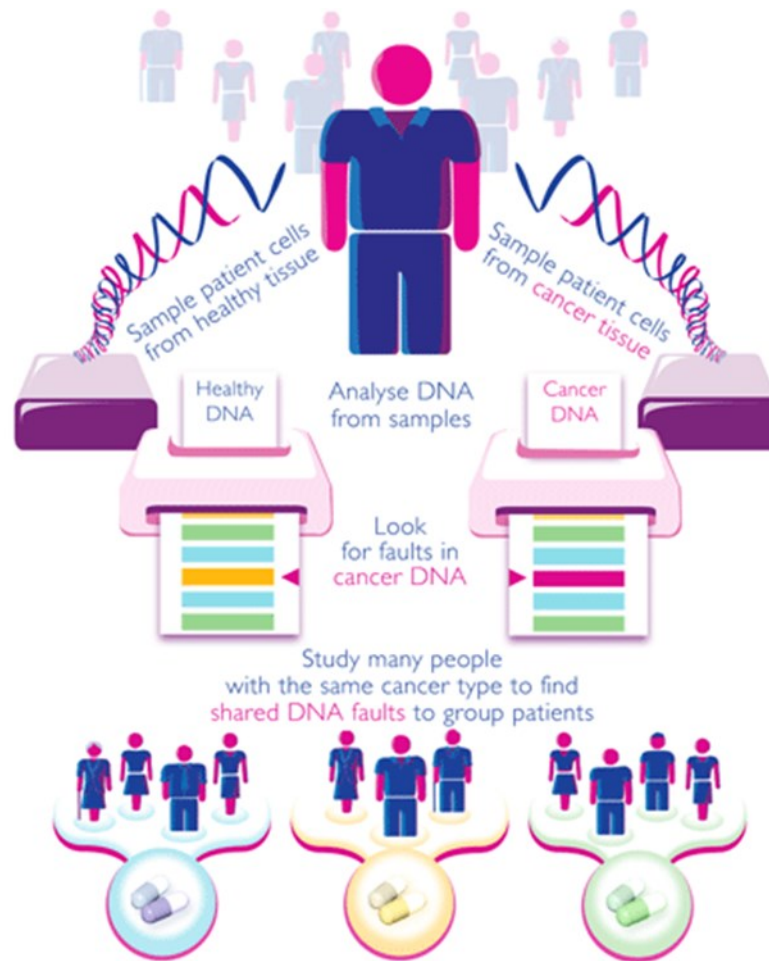 Sample patient cells
from healthy tissue
Sample patient cells
from cancer tissue
Healthy
DNA
Analyse DNA
from samples
Cancer
DNA
Look
for faults in
cancer DNA
Study many people
with the same cancer type to find
shared DNA faults to group patients